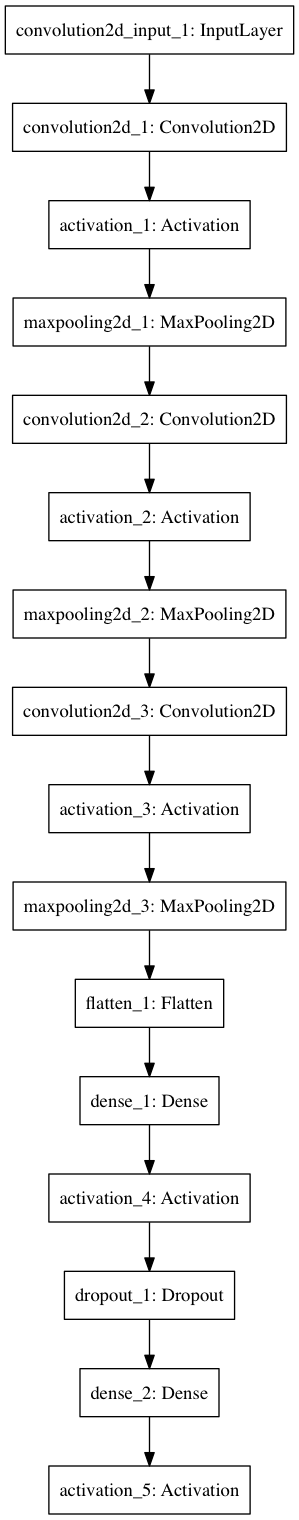 convolution2d_input_1: InputLayer
convolution2d_1: Convolution2D
activation_1: Activation
maxpooling2d_1: MaxPooling2D
convolution2d_2: Convolution2D
activation_2: Activation
maxpooling2d_2: MaxPooling2D
convolution2d_3: Convolution2D
activation_3: Activation
maxpooling2d_3: MaxPooling2D
flatten_1: Flatten
dense_1: Dense
activation_4: Activation
dropout_1: Dropout
dense_2: Dense
activation_5: Activation